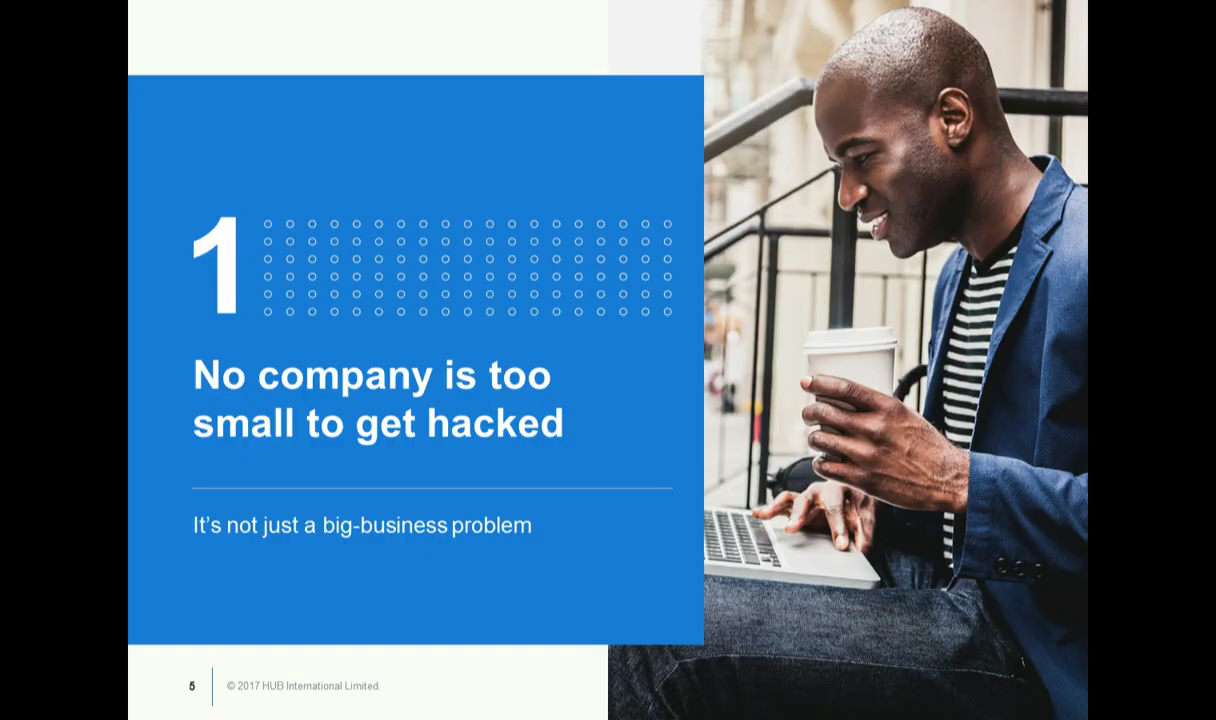 1
No company is too
small to get hacked
It’s not just a big-business problem
5
© 2017 HUB International Limited.